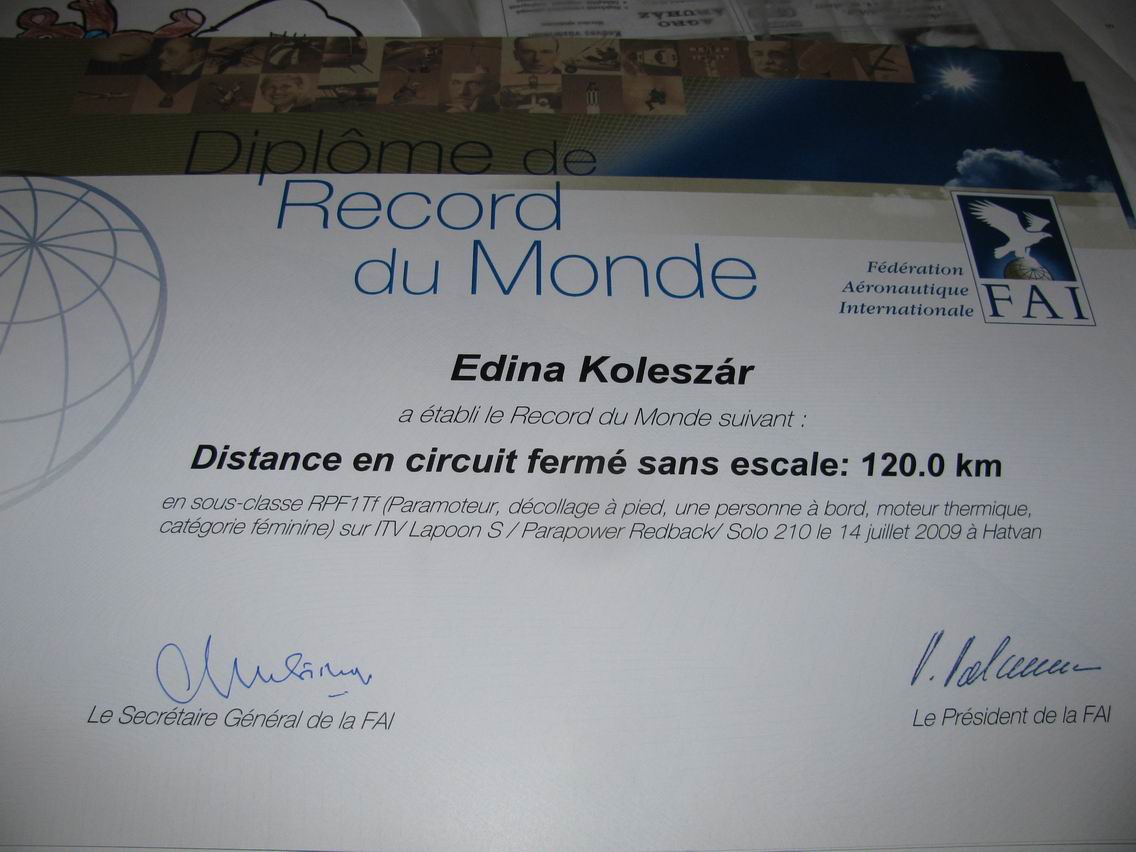 AGRO
ÁRUHÁZ
Diplôme de
Record
du Monde
Fédération
Aéronautique
Internationale
FAI
Edina Koleszár
a établi le Record du Monde suivant :
Distance en circuit fermé sans escale: 120.0 km
en sous-classe RPF1Tf (Paramoteur, décollage à pied, une personne à bord, moteur thermique,
catégorie féminine) sur ITV Lapoon S / Parapower Redback/ Solo 210 le 14 juillet 2009 à Hatvan
Le Secrétaire Général de la FAI
Le Président de la FAI